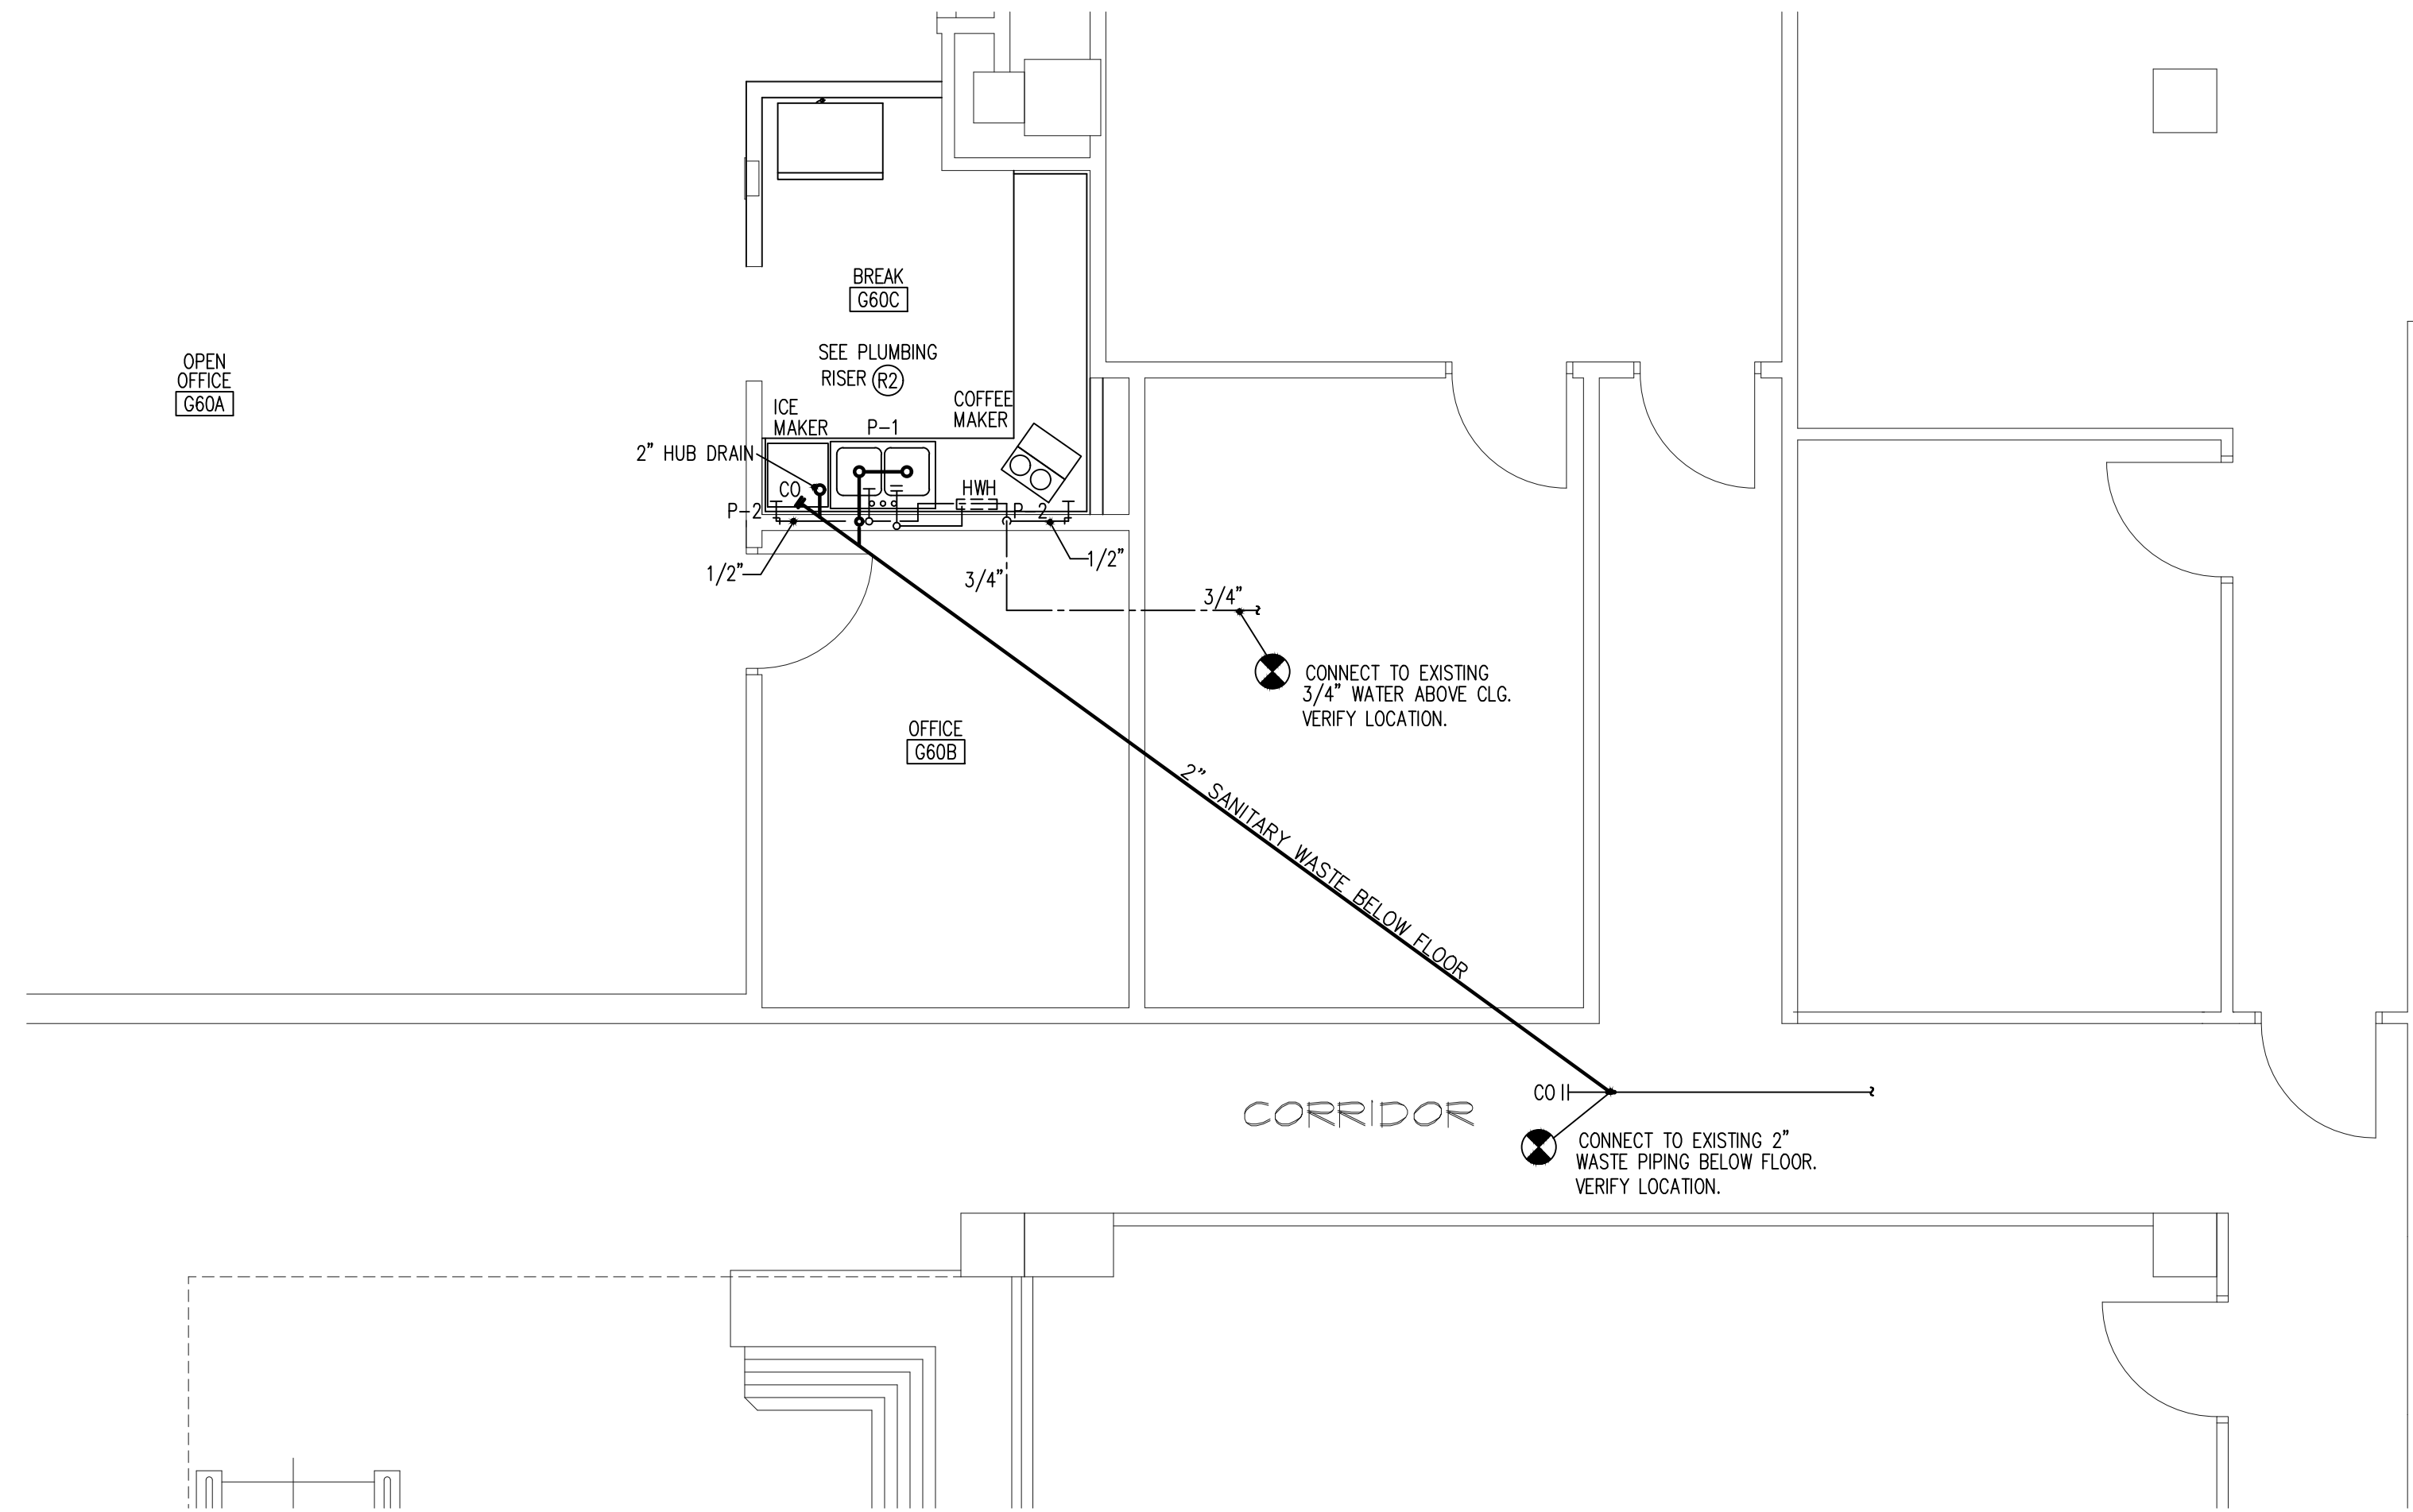 BREAK
G60C
SEE PLUMBING
RISER R2
OPEN
OFFICE
G60A
ICE
MAKER
P-1
COFFEE
MAKER
2" HUB DRAIN
CO
HWH
P-2
P-2
1/2"
1/2"
3/4"
3/4"
CONNECT TO EXISTING
3/4" WATER ABOVE CLG.
VERIFY LOCATION.
OFFICE
G60B
2" SANITARY WASTE BELOW FLOOR
CO
CORRIDOR
CONNECT TO EXISTING 2"
WASTE PIPING BELOW FLOOR.
VERIFY LOCATION.